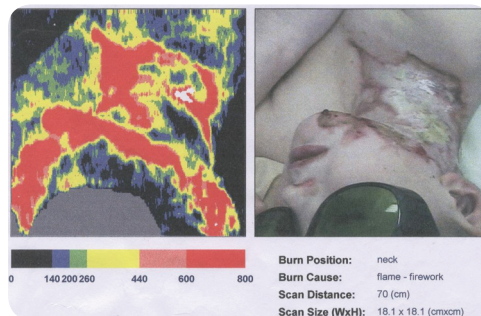 0 140 200 260 440 600 800
Burn Position: neck
Burn Cause: flame - firework
Scan Distance: 70 (cm)
Scan Size (WxH): 18.1 x 18.1 (cmxcm)